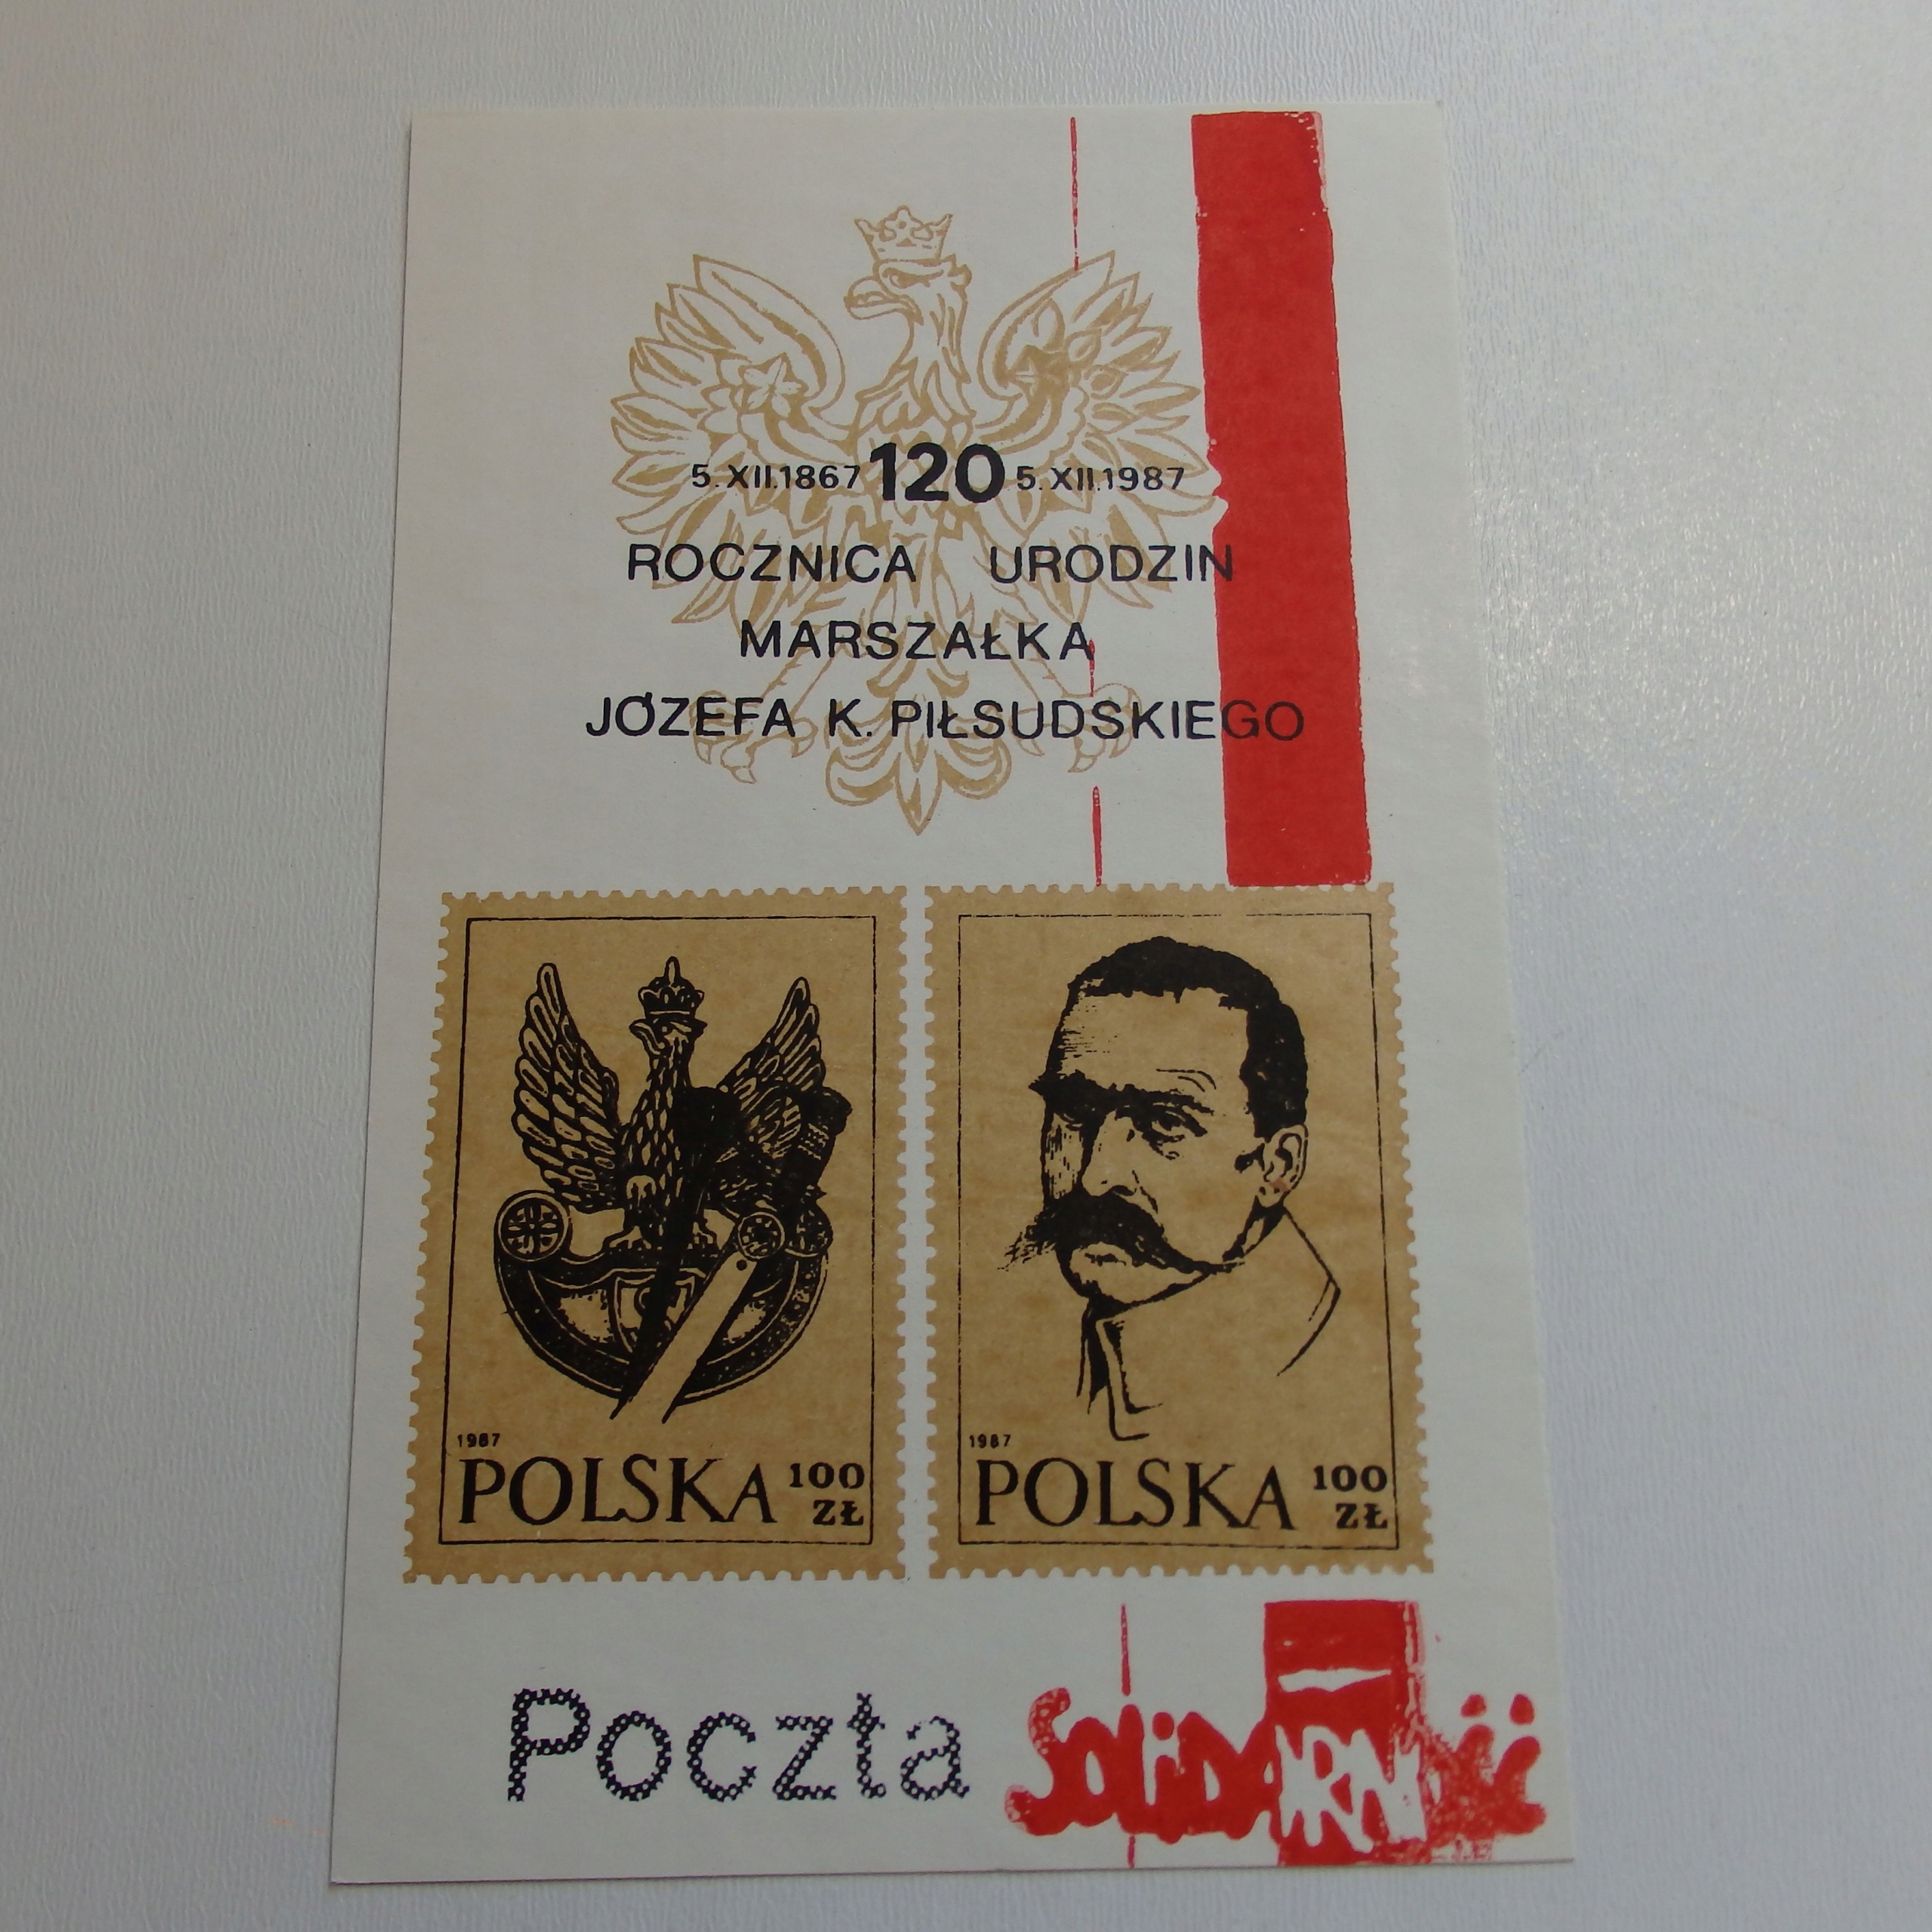 5.XII.1867 120 5.XII.1987
ROCZNICA URODZIN
MARSZAŁKA
JÓZEFA K. PIŁSUDSKIEGO
1987
POLSKA 100 ZŁ
1987
POLSKA 100 ZŁ
Poczta SOLiDARNOŚĆ